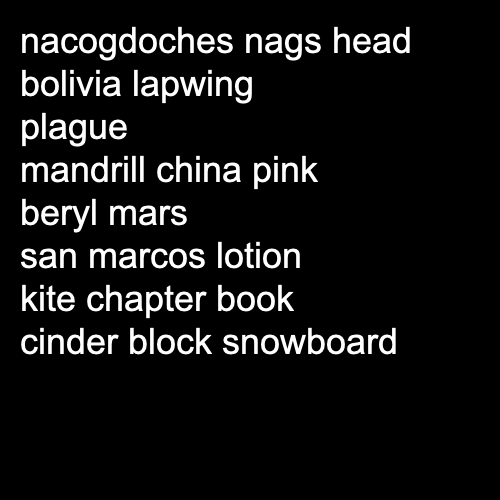 nacogdoches nags head
bolivia lapwing
plague
mandrill china pink
beryl mars
san marcos lotion
kite chapter book
cinder block snowboard